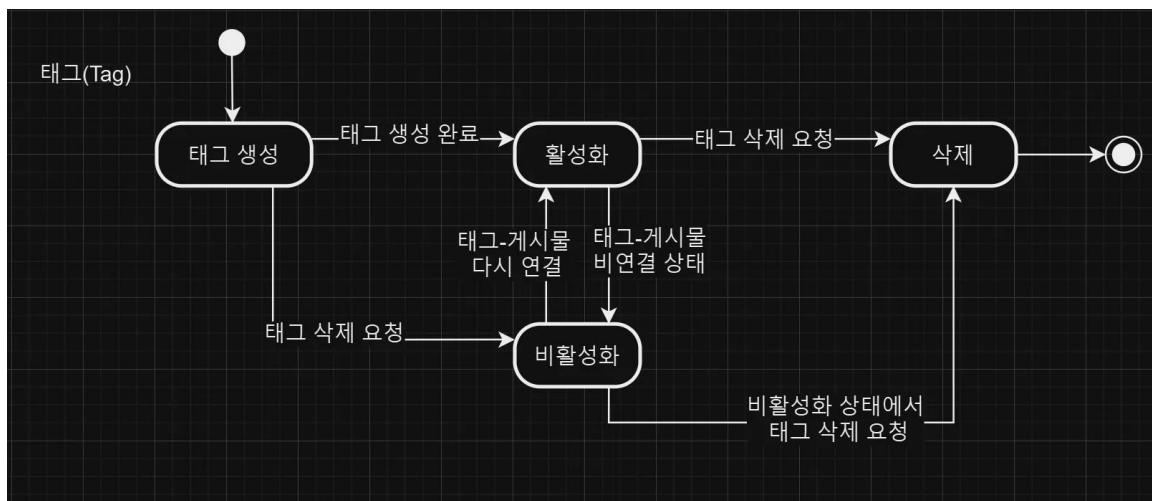 태그(Tag)
태그 생성
태그 생성 완료
활성화
태그 삭제 요청
삭제
태그-게시물
다시 연결
태그-게시물
비연결 상태
태그 삭제 요청
비활성화
비활성화 상태에서
태그 삭제 요청